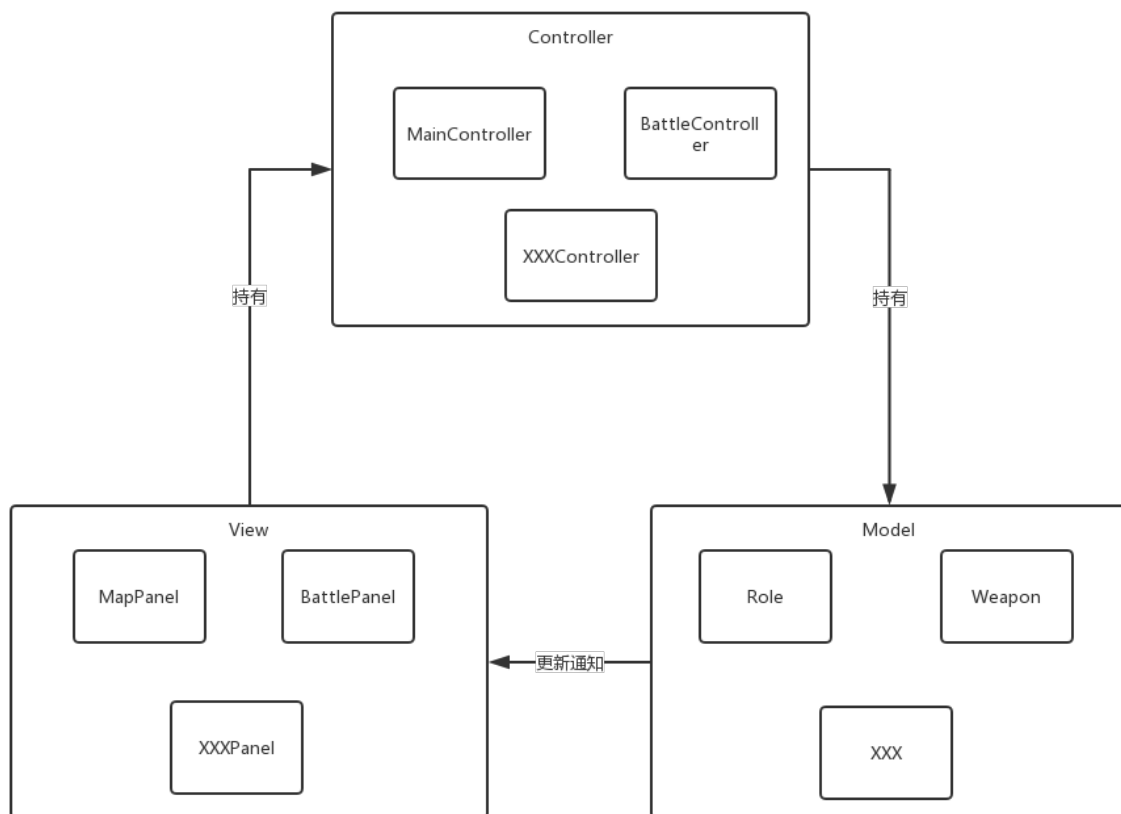 Controller
MainController
BattleControll
er
XXXController
持有
持有
View
Model
MapPanel
BattlePanel
Role
Weapon
更新通知
XXXPanel
XXX